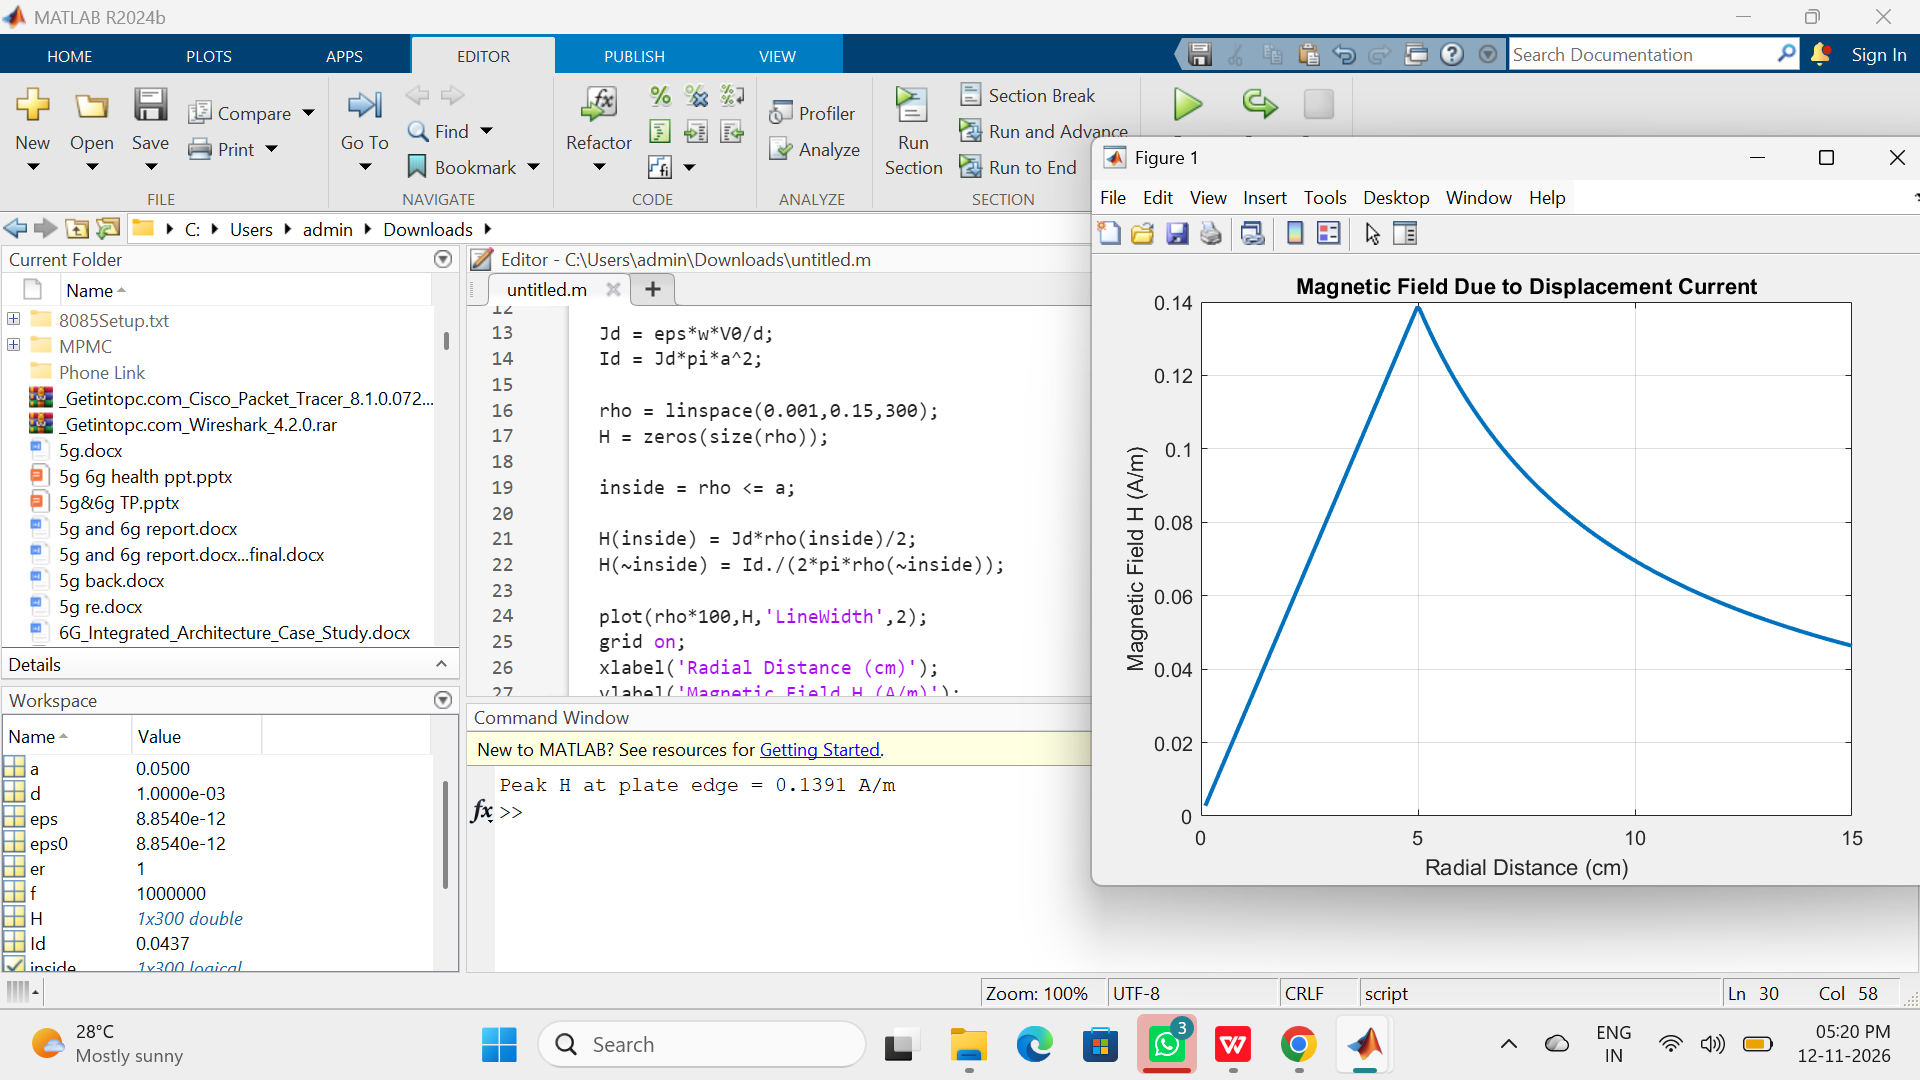 MATLAB R2024b
HOME PLOTS APPS EDITOR PUBLISH VIEW
Search Documentation
Sign In
New Open Save Compare Print
FILE
Go To Find Bookmark
NAVIGATE
Refactor
CODE
Profiler
Analyze
ANALYZE
Run Section
Section Break
Run and Advance
Run to End
SECTION
C: Users admin Downloads
Current Folder
Name
8085Setup.txt
MPMC
Phone Link
_Getintopc.com_Cisco_Packet_Tracer_8.1.0.072...
_Getintopc.com_Wireshark_4.2.0.rar
5g.docx
5g 6g health ppt.pptx
5g&6g TP.pptx
5g and 6g report.docx
5g and 6g report.docx...final.docx
5g back.docx
5g re.docx
6G_Integrated_Architecture_Case_Study.docx
Details
Workspace
Name Value
a 0.0500
d 1.0000e-03
eps 8.8540e-12
eps0 8.8540e-12
er 1
f 1000000
H 1x300 double
Id 0.0437
inside 1x300 logical
Editor - C:\Users\admin\Downloads\untitled.m
untitled.m
12
13 Jd = eps*w*V0/d;
14 Id = Jd*pi*a^2;
15
16 rho = linspace(0.001,0.15,300);
17 H = zeros(size(rho));
18
19 inside = rho <= a;
20
21 H(inside) = Jd*rho(inside)/2;
22 H(~inside) = Id./(2*pi*rho(~inside));
23
24 plot(rho*100,H,'LineWidth',2);
25 grid on;
26 xlabel('Radial Distance (cm)');
27 ylabel('Magnetic Field H (A/m)');
Command Window
New to MATLAB? See resources for Getting Started.
Peak H at plate edge = 0.1391 A/m
fx >>
Figure 1
File Edit View Insert Tools Desktop Window Help
Magnetic Field Due to Displacement Current
0.14
0.12
0.1
0.08
0.06
0.04
0.02
0
Magnetic Field H (A/m)
0 5 10 15
Radial Distance (cm)
Zoom: 100% UTF-8 CRLF script Ln 30 Col 58
28°C
Mostly sunny
Search
3
ENG
IN
05:20 PM
12-11-2026